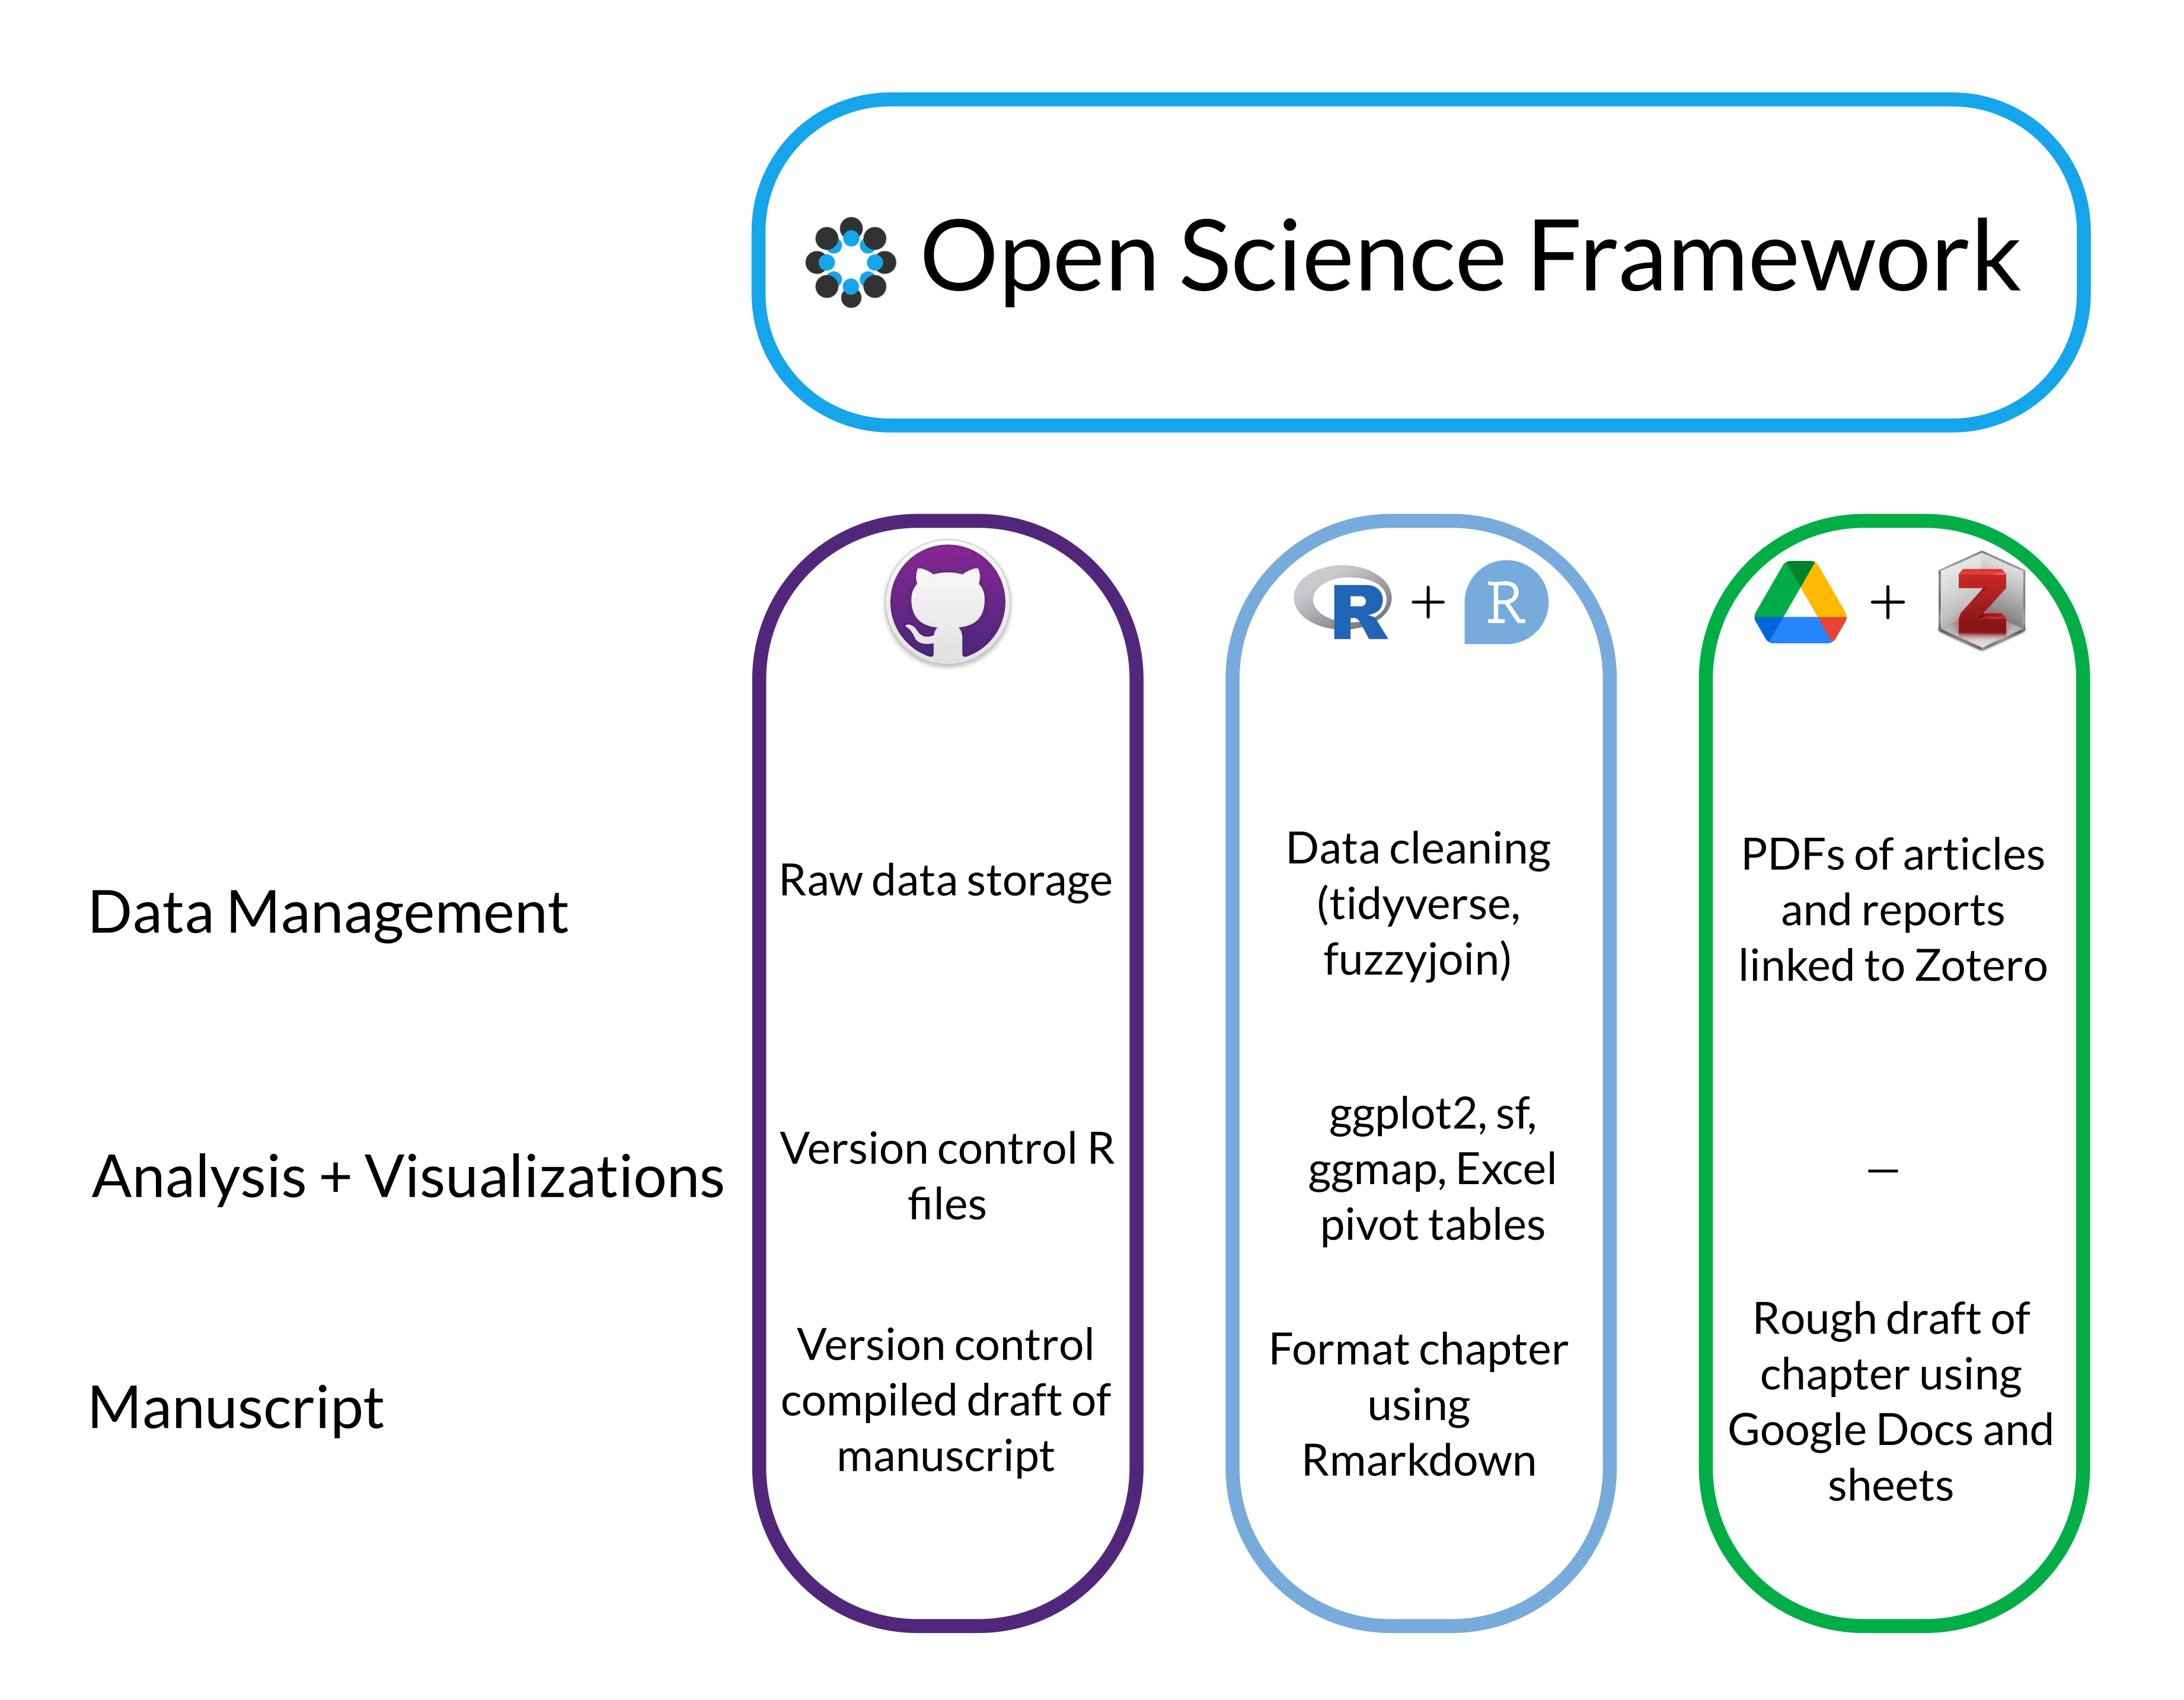 Open Science Framework
R + R
+ Z
Data Management
Raw data storage
Data cleaning
(tidyverse,
fuzzyjoin)
PDFs of articles
and reports
linked to Zotero
Analysis + Visualizations
Version control R
files
ggplot2, sf,
ggmap, Excel
pivot tables
—
Manuscript
Version control
compiled draft of
manuscript
Format chapter
using
Rmarkdown
Rough draft of
chapter using
Google Docs and
sheets